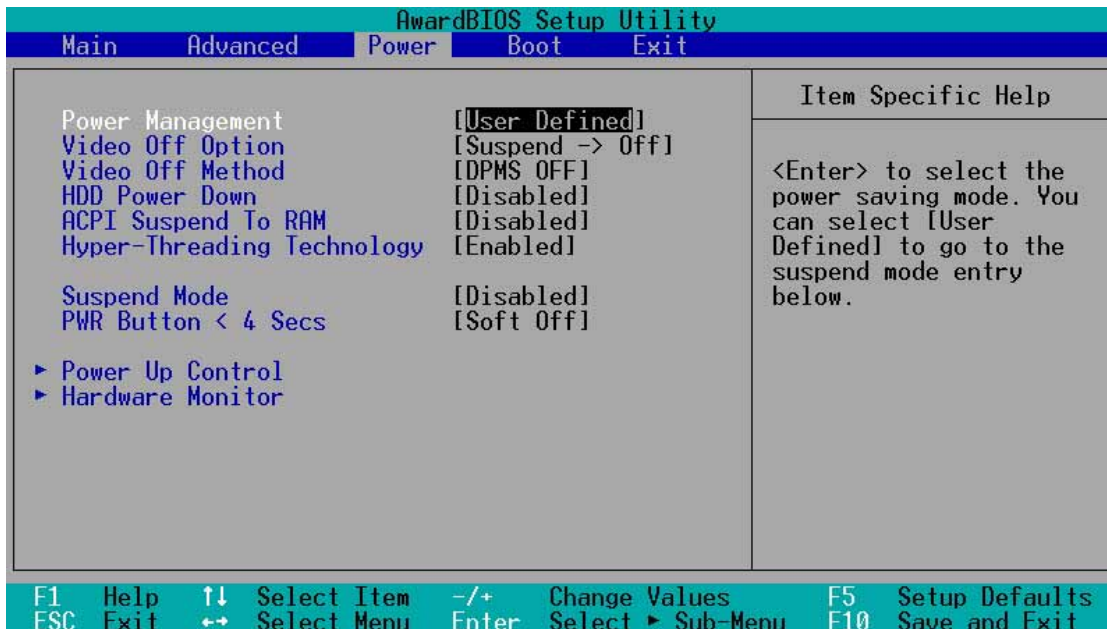 AwardBIOS Setup Utility
Main Advanced Power Boot Exit
Power Management [User Defined]
Video Off Option [Suspend -> Off]
Video Off Method [DPMS OFF]
HDD Power Down [Disabled]
ACPI Suspend To RAM [Disabled]
Hyper-Threading Technology [Enabled]
Suspend Mode [Disabled]
PWR Button < 4 Secs [Soft Off]
► Power Up Control
► Hardware Monitor
Item Specific Help
<Enter> to select the
power saving mode. You
can select [User
Defined] to go to the
suspend mode entry
below.
F1 Help ↑↓ Select Item -/+ Change Values F5 Setup Defaults
ESC Exit ←→ Select Menu Enter Select ► Sub-Menu F10 Save and Exit